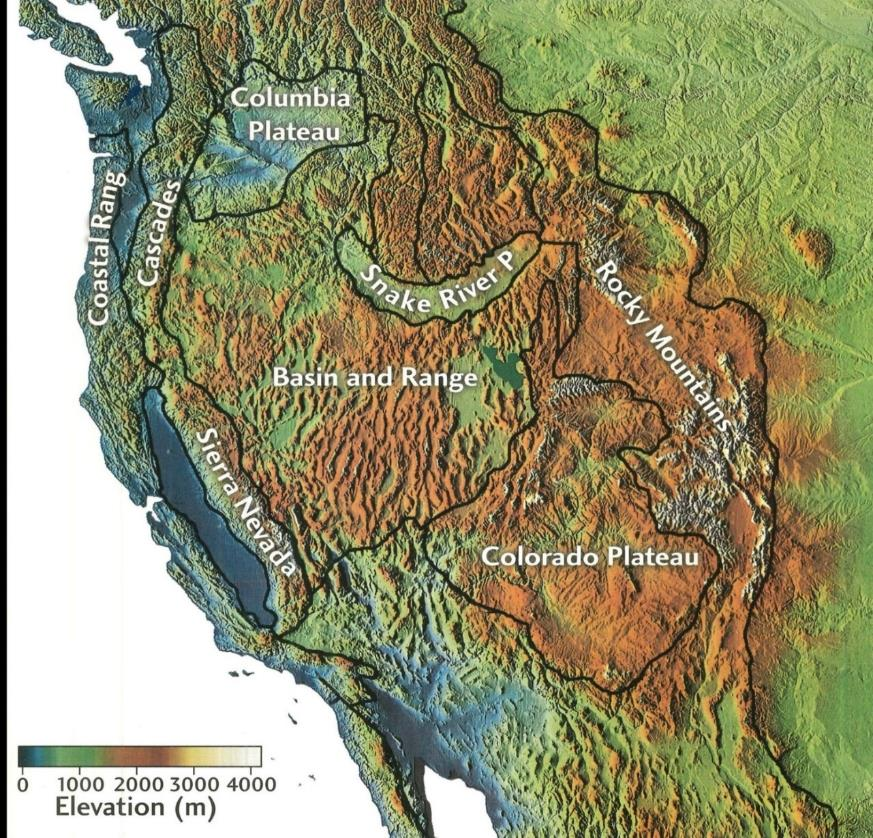 Columbia
Plateau
Coastal Rang
Cascades
Snake River P
Rocky Mountains
Basin and Range
Sierra Nevada
Colorado Plateau
0 1000 2000 3000 4000
Elevation (m)